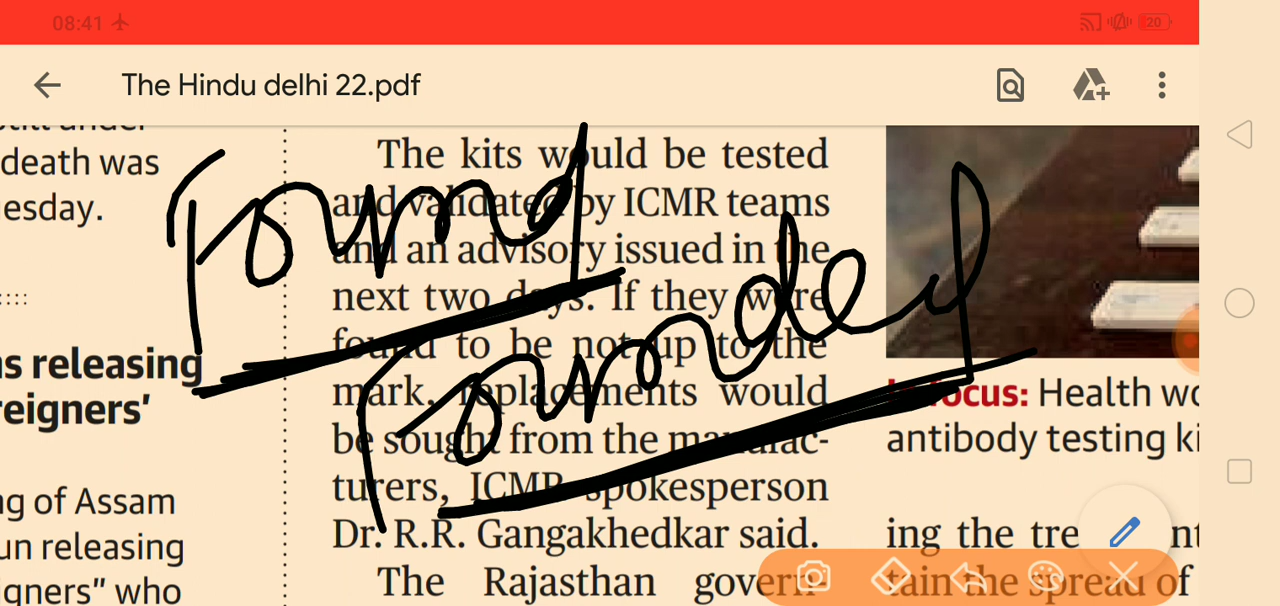 08:41
20
The Hindu delhi 22.pdf
death was
esday.
s releasing
reigners'
ng of Assam
un releasing
igners" who
The kits would be tested
and validated by ICMR teams
and an advisory issued in the
next two days. If they were
found to be not up to the
mark, replacements would
be sought from the manufac-
turers, ICMR spokesperson
Dr. R.R. Gangakhedkar said.
The Rajasthan govern-
Found
Founded
In focus: Health wo
antibody testing ki
ing the
tain the spread of